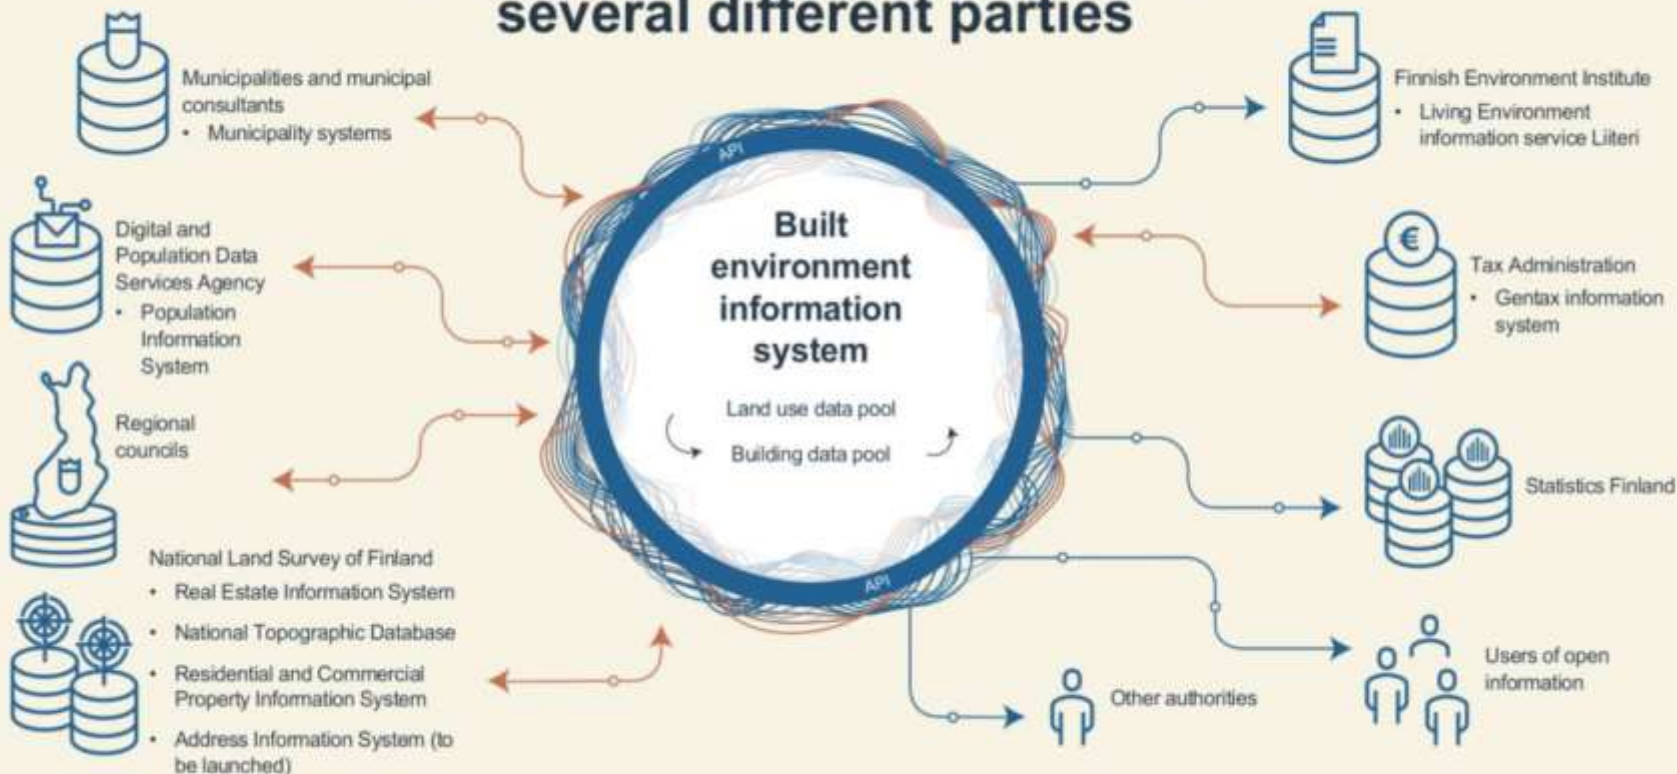 several different parties
Municipalities and municipal
consultants
• Municipality systems
Digital and
Population Data
Services Agency
• Population
Information
System
Regional
councils
National Land Survey of Finland
• Real Estate Information System
• National Topographic Database
• Residential and Commercial
Property Information System
• Address Information System (to
be launched)
API
Built
environment
information
system
Land use data pool
Building data pool
API
Finnish Environment Institute
• Living Environment
information service Liiteri
€
Tax Administration
• Gentax information
system
Statistics Finland
Users of open
information
Other authorities